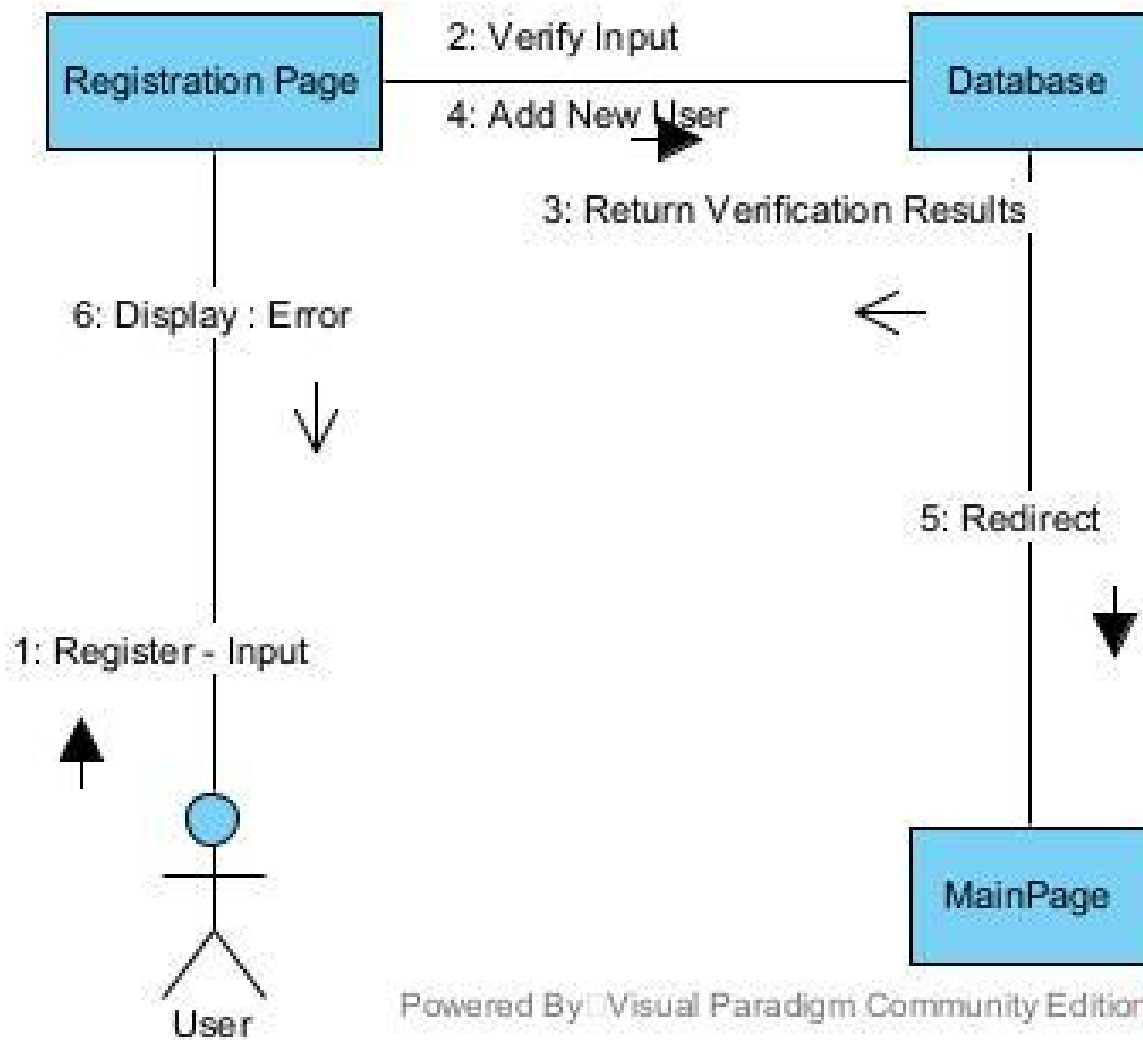 2: Verify Input
Registration Page
Database
4: Add New User
3: Return Verification Results
6: Display : Error
5: Redirect
1: Register - Input
MainPage
User
Powered By Visual Paradigm Community Edition